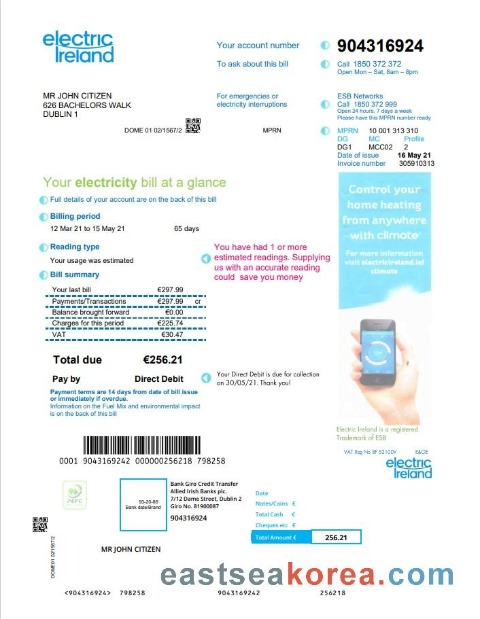 electric
Ireland
Your account number 904316924
To ask about this bill Call 1850 372 372
Open Mon – Sat, 8am – 8pm
MR JOHN CITIZEN
626 BACHELORS WALK
DUBLIN 1
For emergencies or
electricity interruptions
ESB Networks
Call 1850 372 999
Open 24 hours, 7 days a week
Please have this MPRN number ready
DOME 01 02/1567/2
MPRN MPRN 10 001 313 310
DG MC Profile
DG1 MCC02 2
Date of issue 16 May 21
Invoice number 305910313
Your electricity bill at a glance
Full details of your account are on the back of this bill
Billing period
12 Mar 21 to 15 May 21 65 days
Reading type
Your usage was estimated
You have had 1 or more
estimated readings. Supplying
us with an accurate reading
could save you money
Bill summary
Your last bill €297.99
Payments/Transactions €297.99 cr
Balance brought forward €0.00
Charges for this period €225.74
VAT €30.47
Total due €256.21
Pay by Direct Debit
Your Direct Debit is due for collection
on 30/05/21. Thank you!
Payment terms are 14 days from date of bill issue
or immediately if overdue.
Information on the Fuel Mix and environmental impact
is on the back of this bill
Control your
home heating
from anywhere
with climote
For more information
visit electricireland.ie/
climote
Electric Ireland is a registered
Trademark of ESB
VAT Reg No IE E&OE
electric
Ireland
0001 9043169242 000000256218 798258
Bank Giro Credit Transfer
Allied Irish Banks plc.
7/12 Dame Street, Dublin 2
Giro No. 81900087
904316924
Bank date/Brand
Date
Notes/Coins €
Total Cash €
Cheques etc €
Total Amount € 256.21
DOME 01 02/1567/2
MR JOHN CITIZEN
eastseakorea.com
<904316924> 798258 9043169242 256218